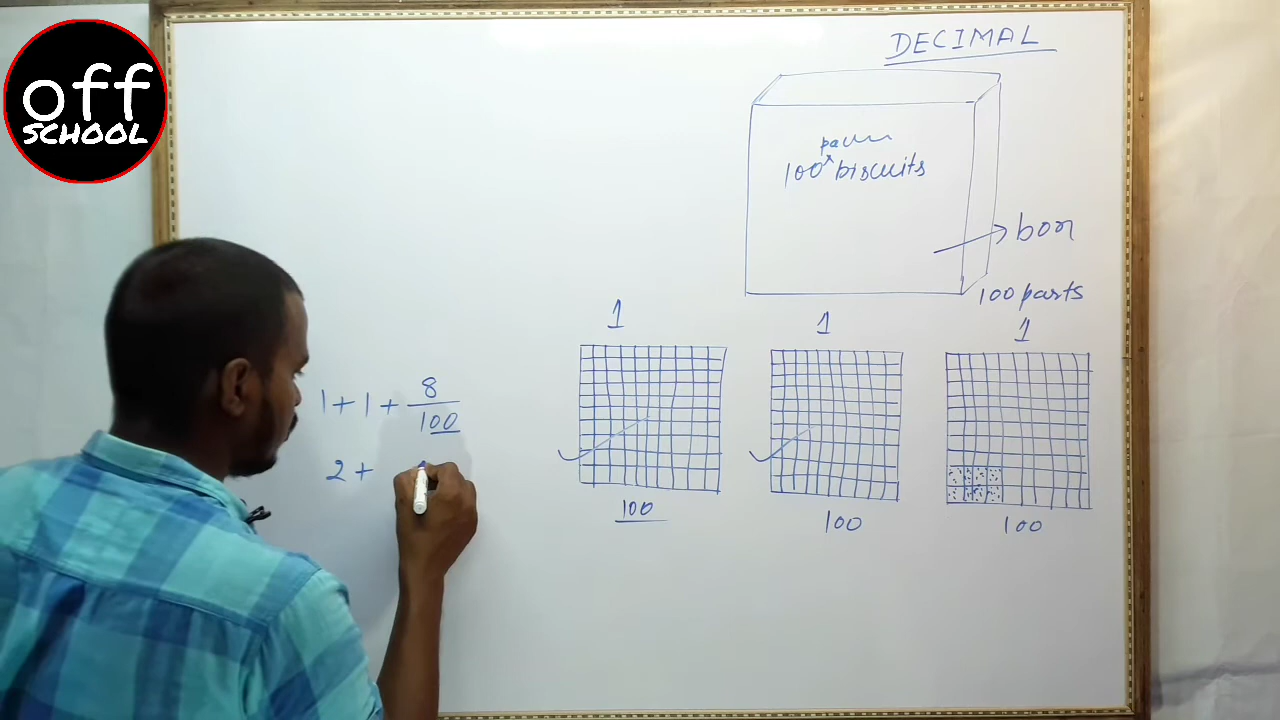 off
SCHOOL
DECIMAL
100 biscuits
box
100 parts
1
1
1
1 + 1 + 8/100
2 +
100
100
100